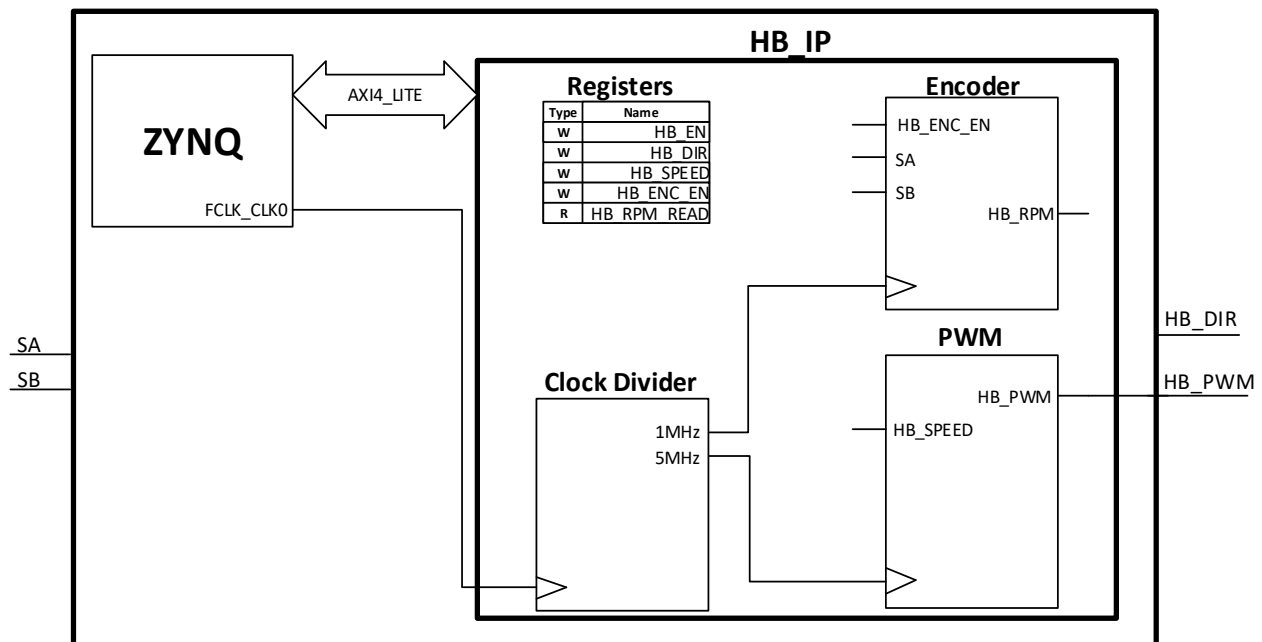 HB_IP
AXI4_LITE
ZYNQ
FCLK_CLK0
Registers
Type Name
W HB_EN
W HB_DIR
W HB_SPEED
W HB_ENC_EN
R HB_RPM_READ
Encoder
HB_ENC_EN
SA
SB
HB_RPM
SA
SB
Clock Divider
1MHz
5MHz
PWM
HB_PWM
HB_SPEED
HB_DIR
HB_PWM